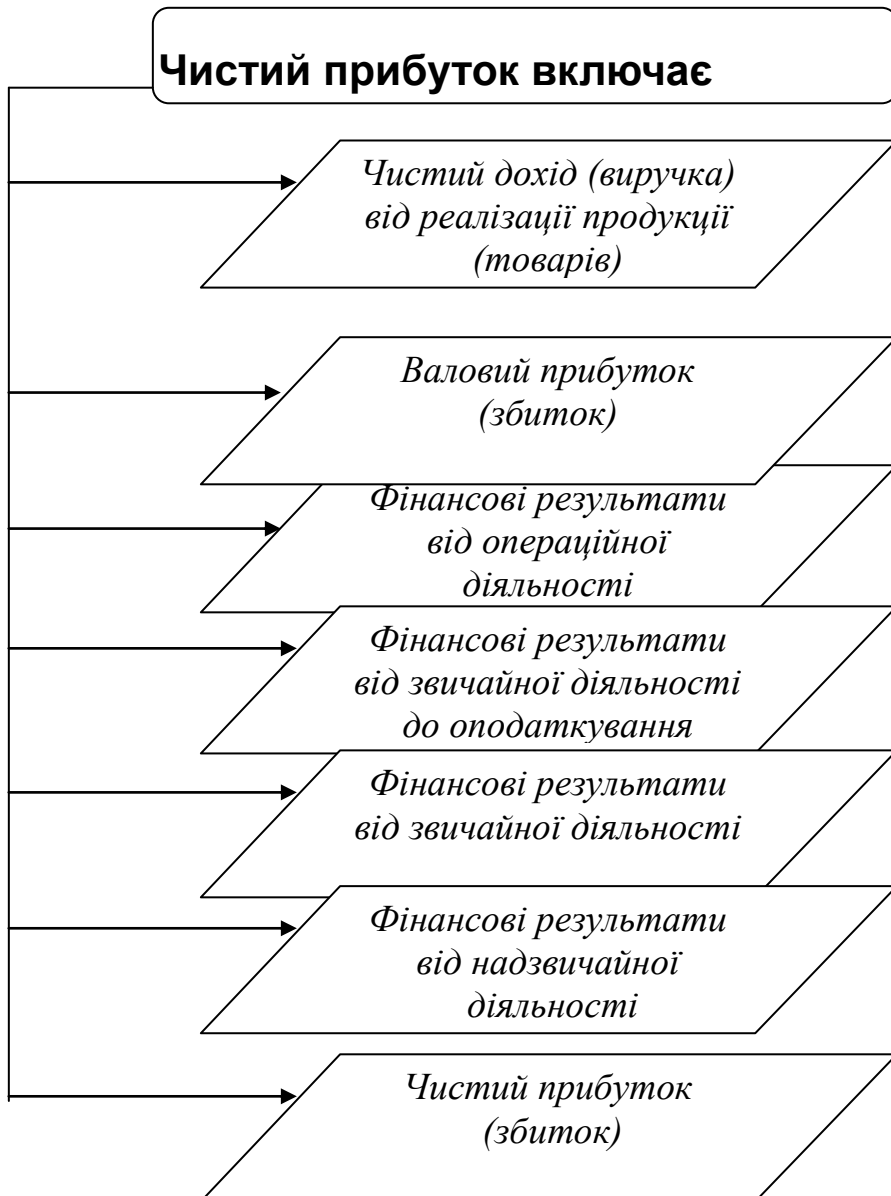 Чистий прибуток включає
Чистий дохід (виручка)
від реалізації продукції
(товарів)
Валовий прибуток
(збиток)
Фінансові результати
від операційної
діяльності
Фінансові результати
від звичайної діяльності
до оподаткування
Фінансові результати
від звичайної діяльності
Фінансові результати
від надзвичайної
діяльності
Чистий прибуток
(збиток)